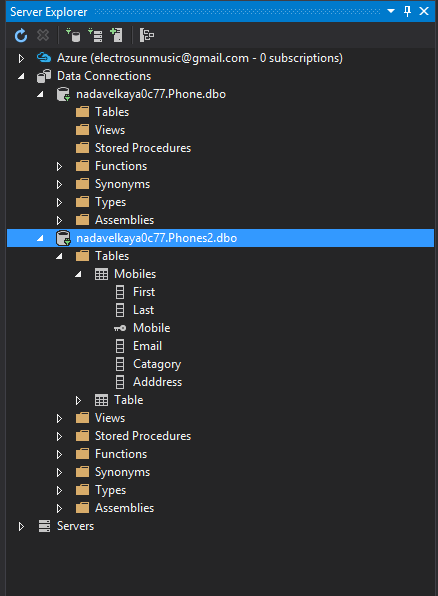 Server Explorer
Azure (electrosunmusic@gmail.com - 0 subscriptions)
Data Connections
nadavelkaya0c77.Phone.dbo
Tables
Views
Stored Procedures
Functions
Synonyms
Types
Assemblies
nadavelkaya0c77.Phones2.dbo
Tables
Mobiles
First
Last
Mobile
Email
Catagory
Adddress
Table
Views
Stored Procedures
Functions
Synonyms
Types
Assemblies
Servers